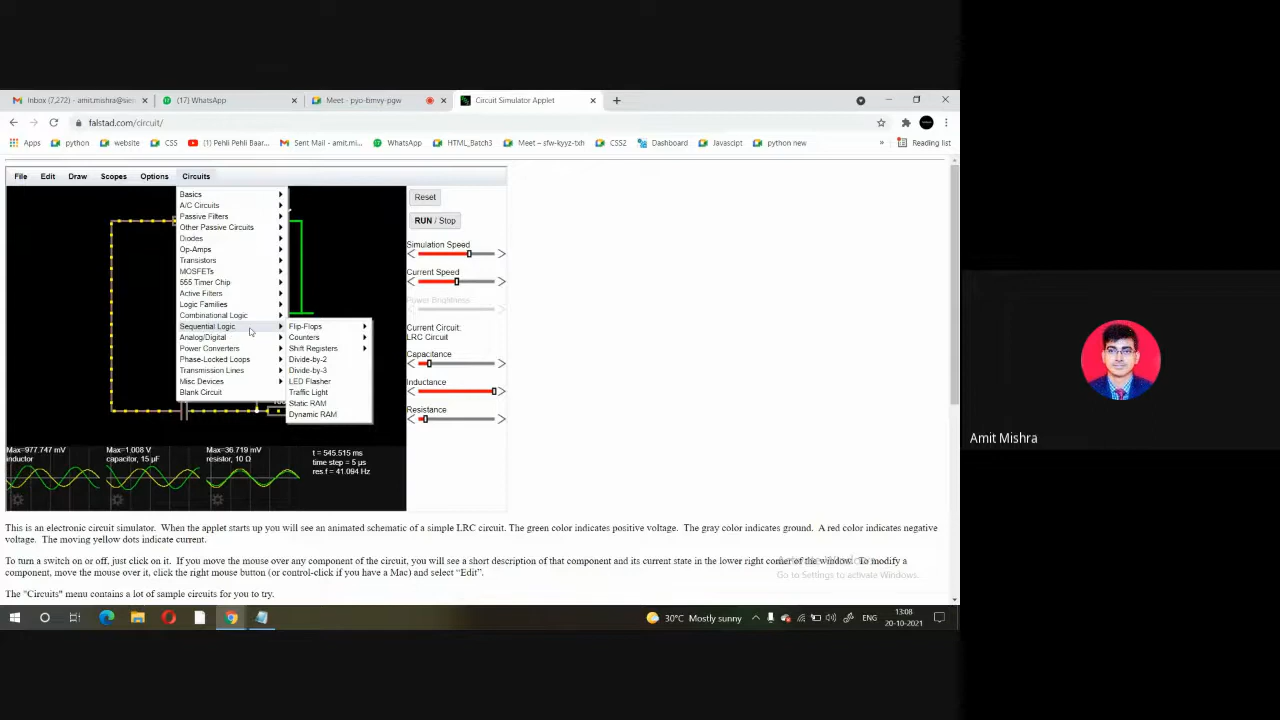 Inbox (7,272) - amit.mishra@sie
(17) WhatsApp
Meet - pyo-timvy-pgw
Circuit Simulator Applet
falstad.com/circuit/
Apps
python
website
CSS
(1) Pehli Pehli Baar...
Sent Mail - amit.mi...
WhatsApp
HTML_Batch3
Meet – sfw-kyyz-txh
CSS2
Dashboard
Javascipt
python new
»
Reading list
File
Edit
Draw
Scopes
Options
Circuits
Basics
A/C Circuits
Passive Filters
Other Passive Circuits
Diodes
Op-Amps
Transistors
MOSFETs
555 Timer Chip
Active Filters
Logic Families
Combinational Logic
Sequential Logic
Analog/Digital
Power Converters
Phase-Locked Loops
Transmission Lines
Misc Devices
Blank Circuit
Flip-Flops
Counters
Shift Registers
Divide-by-2
Divide-by-3
LED Flasher
Traffic Light
Static RAM
Dynamic RAM
Reset
RUN / Stop
Simulation Speed
Current Speed
Power Brightness
Current Circuit:
LRC Circuit
Capacitance
Inductance
Resistance
Max=977.747 mV
inductor
Max=1.008 V
capacitor, 15 µF
Max=36.719 mV
resistor, 10 Ω
t = 545.515 ms
time step = 5 µs
res.f = 41.094 Hz
This is an electronic circuit simulator. When the applet starts up you will see an animated schematic of a simple LRC circuit. The green color indicates positive voltage. The gray color indicates ground. A red color indicates negative
voltage. The moving yellow dots indicate current.
To turn a switch on or off, just click on it. If you move the mouse over any component of the circuit, you will see a short description of that component and its current state in the lower right corner of the window. To modify a
component, move the mouse over it, click the right mouse button (or control-click if you have a Mac) and select "Edit".
The "Circuits" menu contains a lot of sample circuits for you to try.
Activate Windows
Go to Settings to activate Windows.
30°C Mostly sunny
ENG
13:08
20-10-2021
Amit Mishra